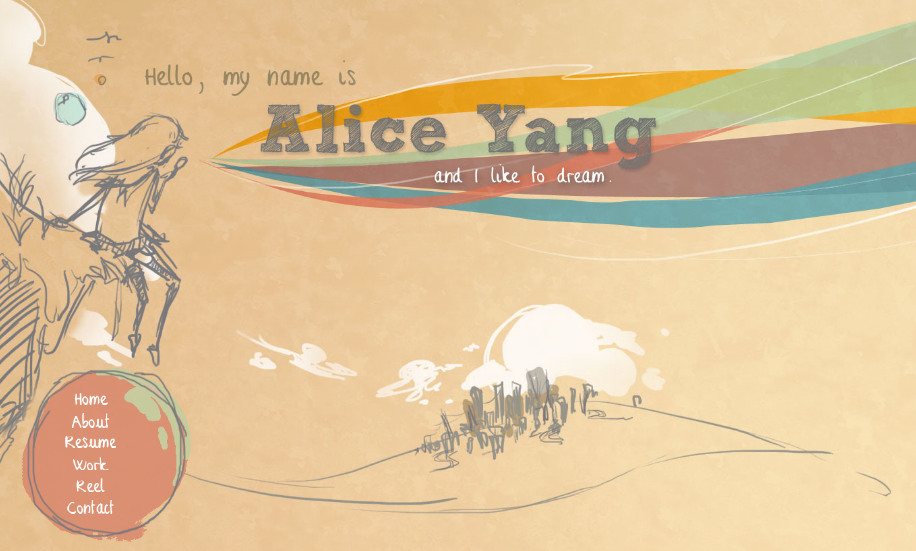 Hello, my name is
Alice Yang
and I like to dream.
Home
About
Resume
Work
Reel
Contact